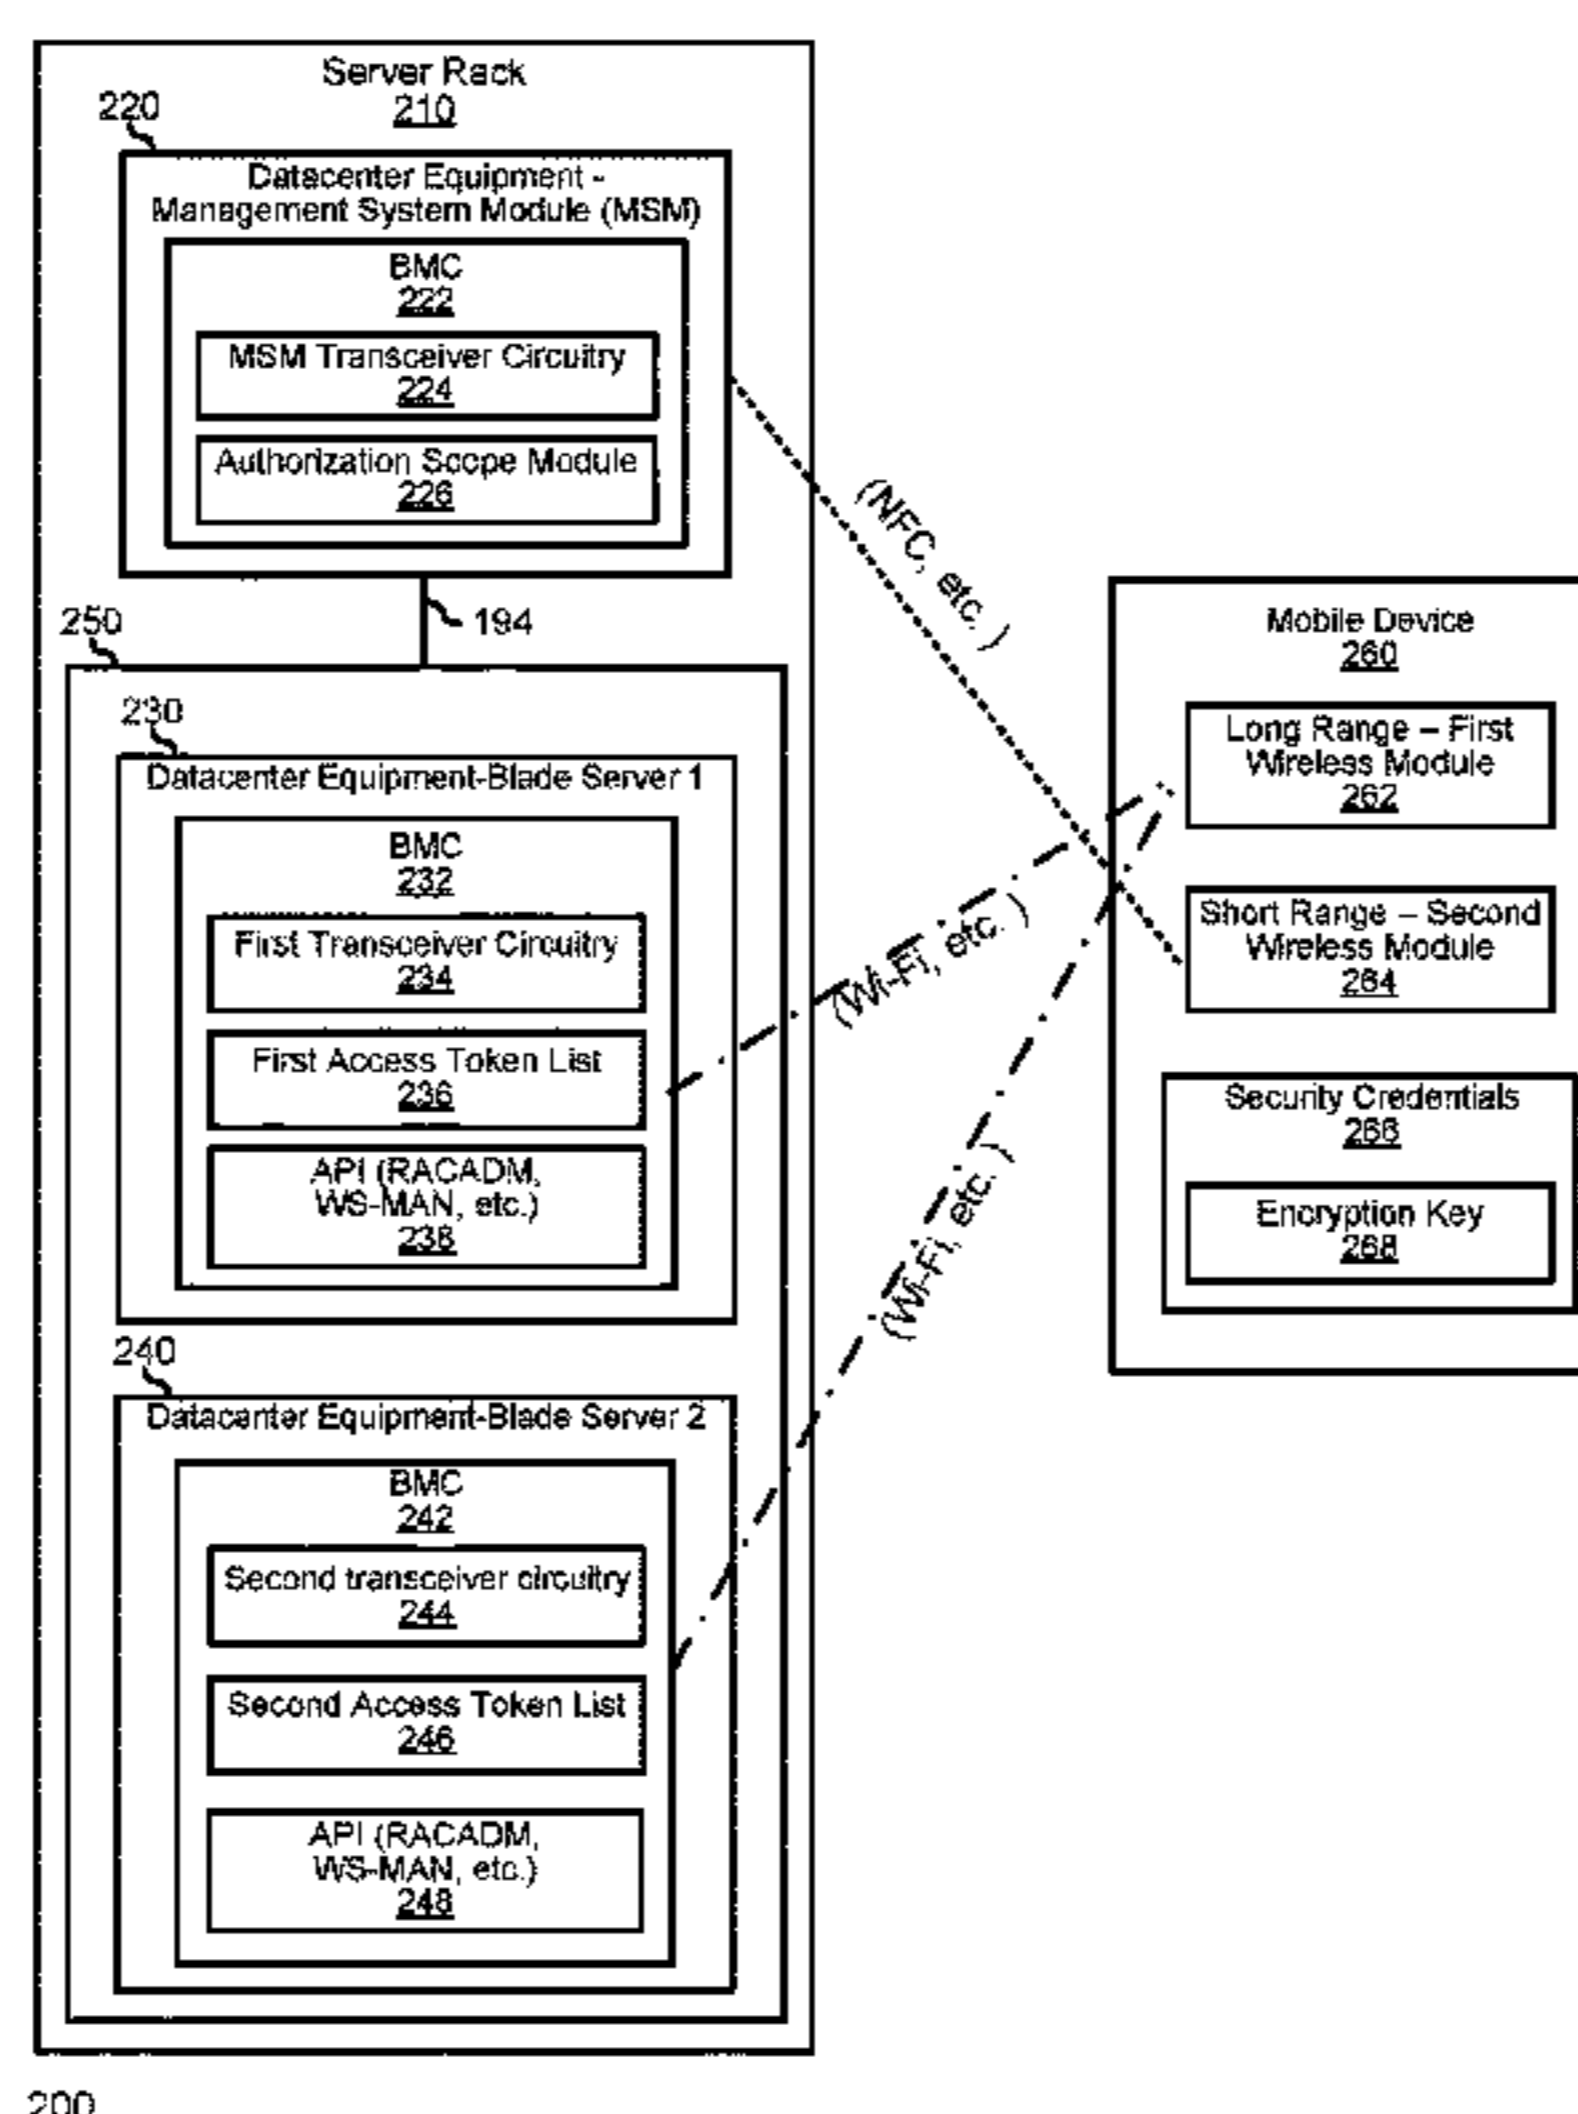 Server Rack
210
220
Datacenter Equipment -
Management System Module (MSM)
BMC
222
MSM Transceiver Circuitry
224
Authorization Scope Module
226
194
250
230
Datacenter Equipment-Blade Server 1
BMC
232
First Transceiver Circuitry
234
First Access Token List
236
API (RACADM,
WS-MAN, etc.)
238
240
Datacenter Equipment-Blade Server 2
BMC
242
Second transceiver circuitry
244
Second Access Token List
246
API (RACADM,
WS-MAN, etc.)
248
(NFC, etc. )
(Wi-Fi, etc. )
(Wi-Fi, etc. )
Mobile Device
260
Long Range – First
Wireless Module
262
Short Range – Second
Wireless Module
264
Security Credentials
266
Encryption Key
268
200